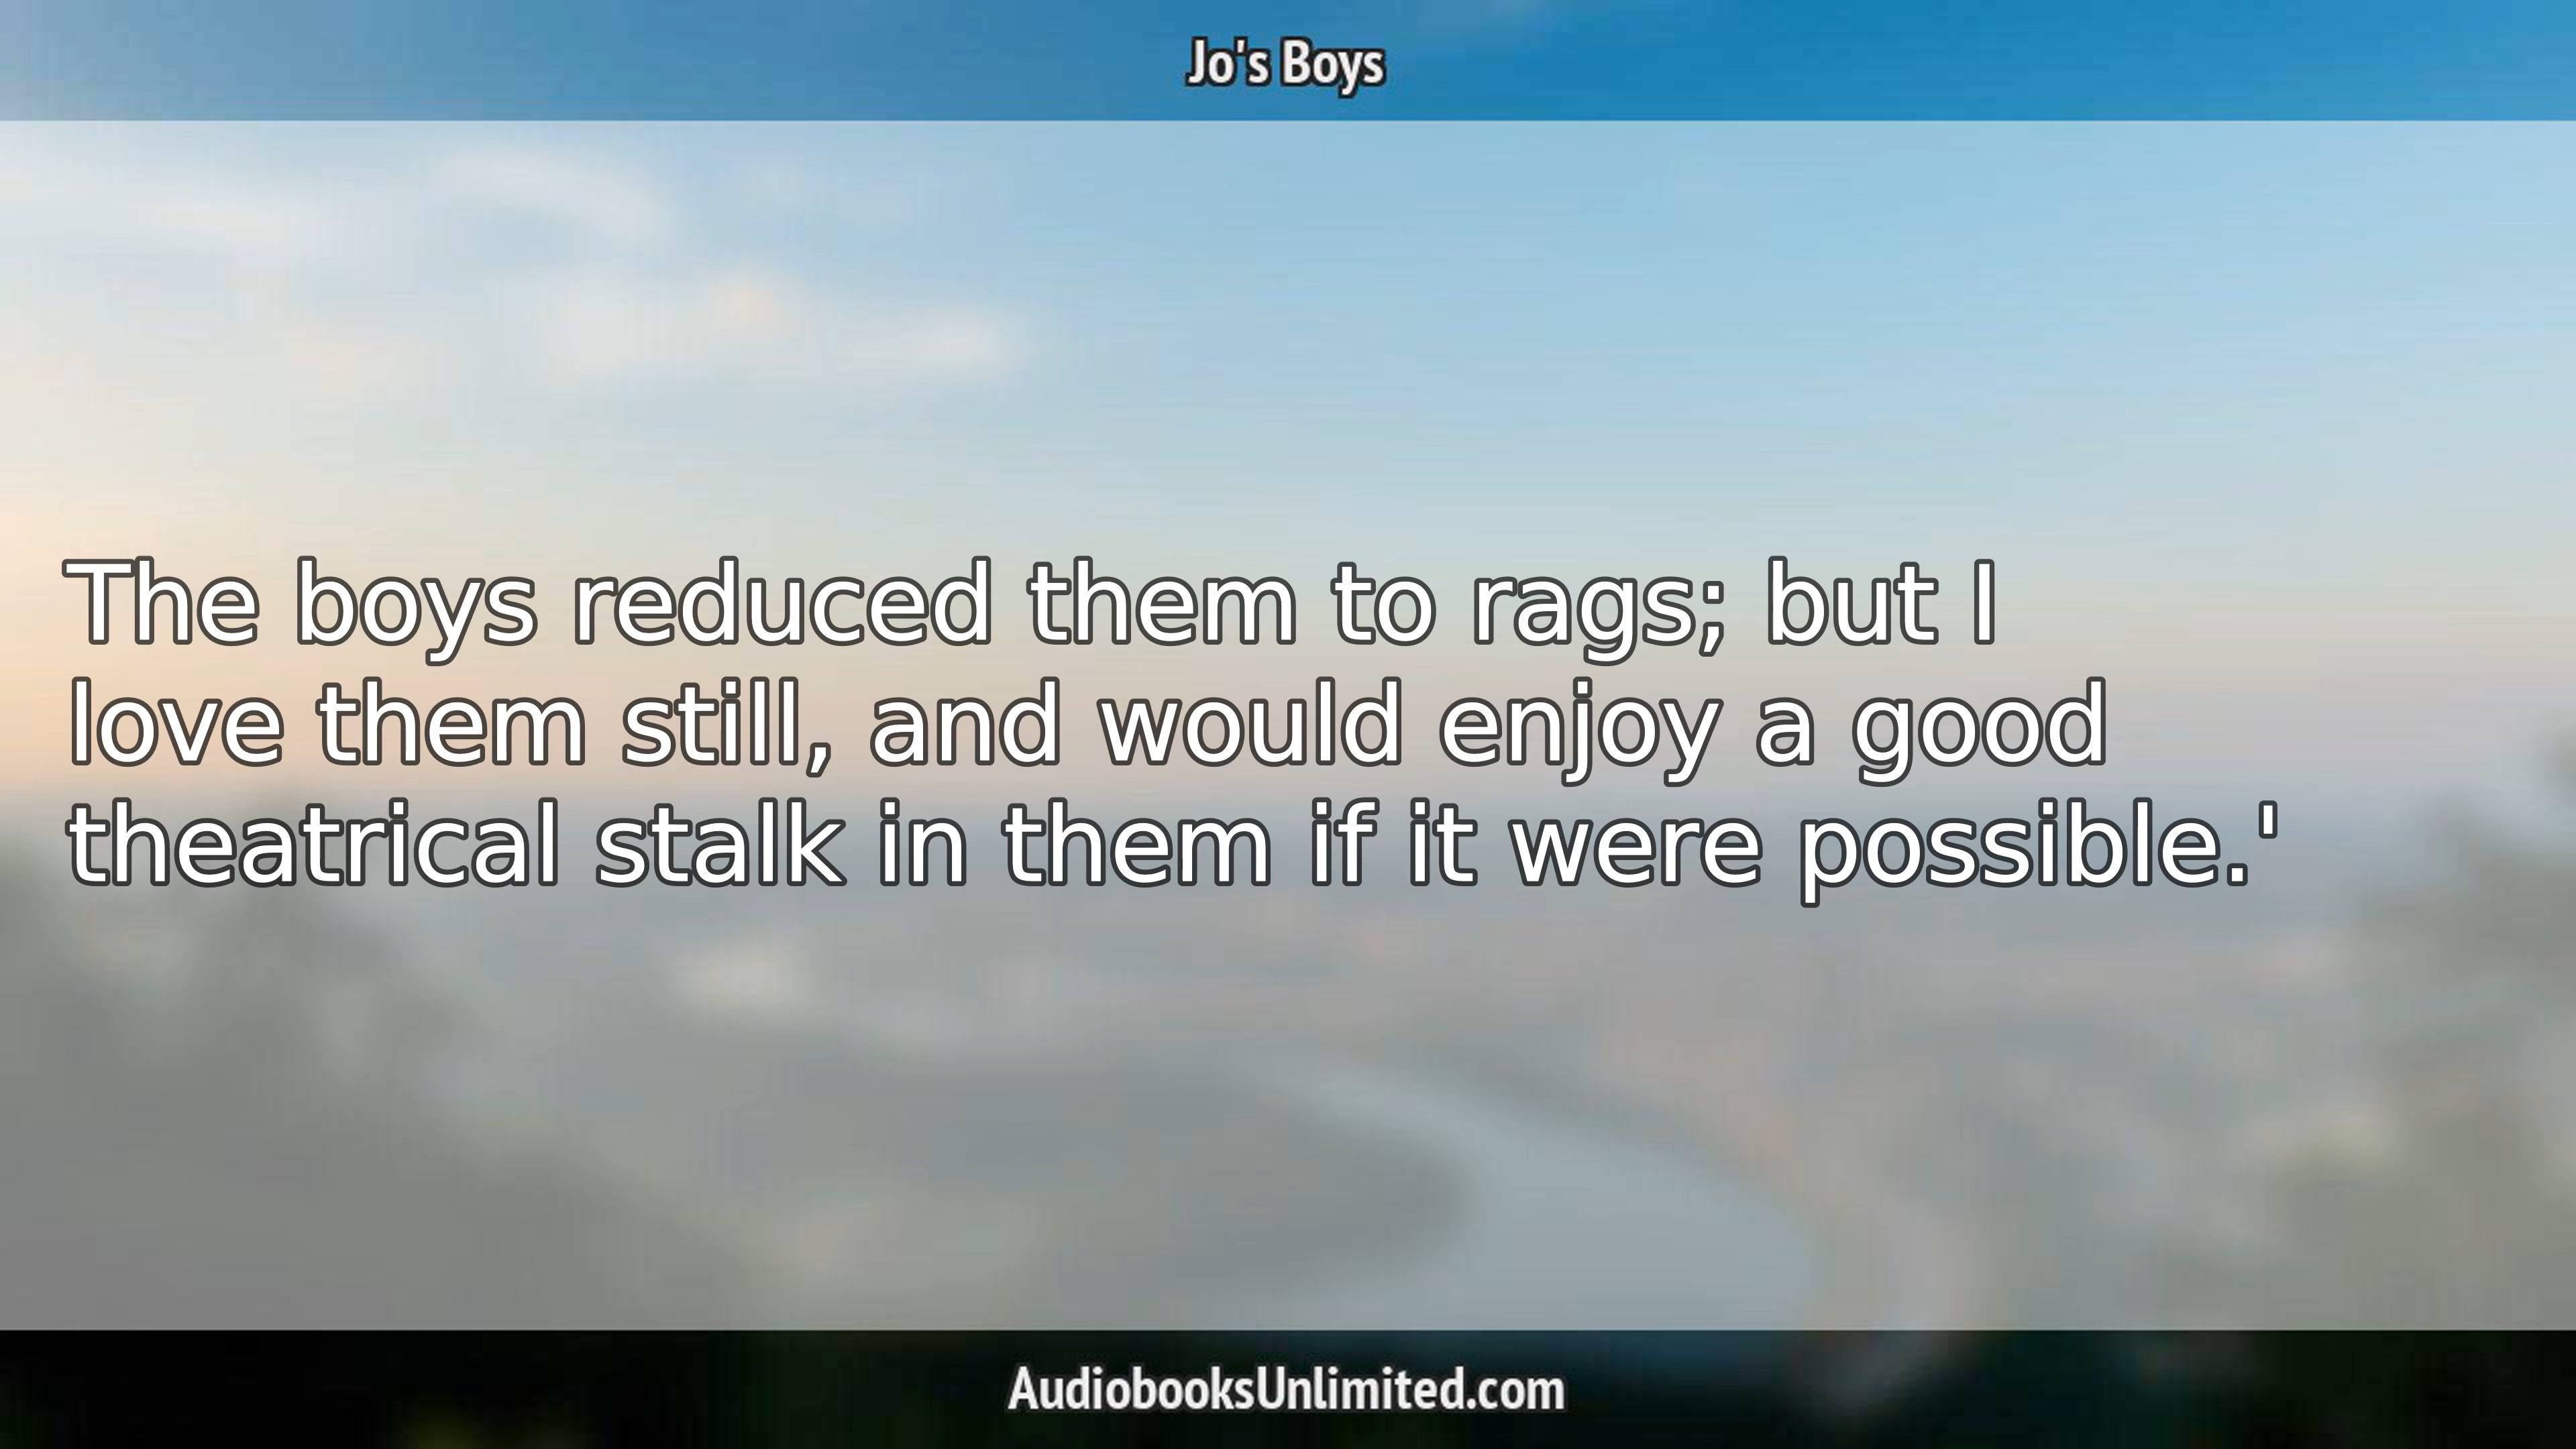 Jo's Boys
The boys reduced them to rags; but I
love them still, and would enjoy a good
theatrical stalk in them if it were possible.'
AudiobooksUnlimited.com